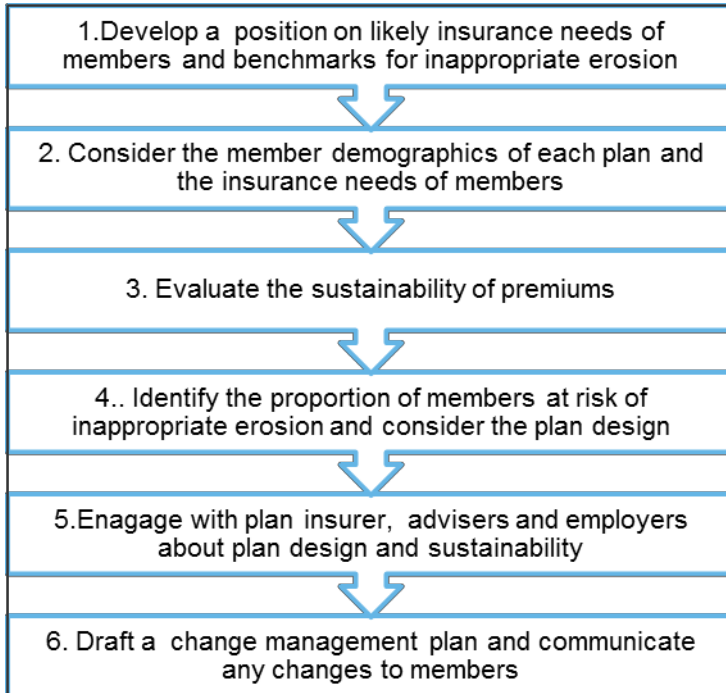 1.Develop a position on likely insurance needs of
members and benchmarks for inappropriate erosion
2. Consider the member demographics of each plan and
the insurance needs of members
3. Evaluate the sustainability of premiums
4.. Identify the proportion of members at risk of
inappropriate erosion and consider the plan design
5.Enagage with plan insurer, advisers and employers
about plan design and sustainability
6. Draft a change management plan and communicate
any changes to members